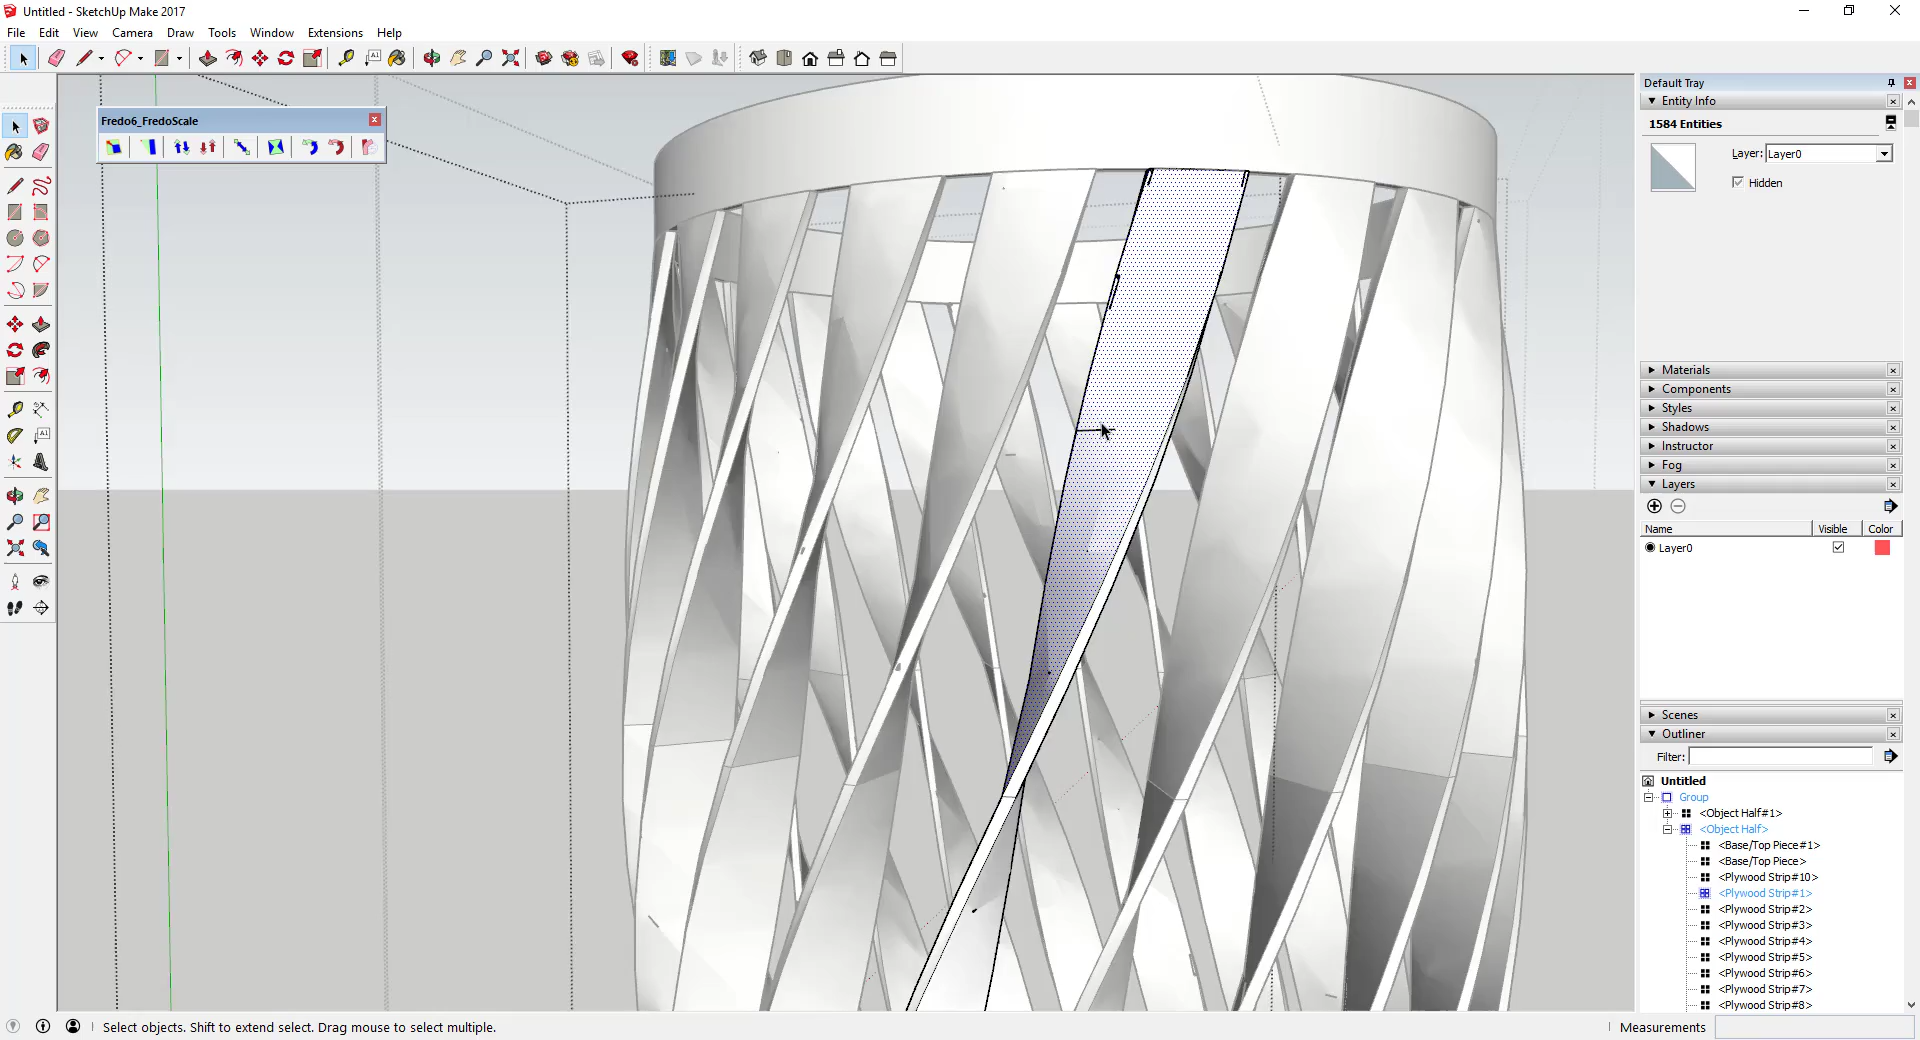 Untitled - SketchUp Make 2017
File Edit View Camera Draw Tools Window Extensions Help
Fredo6_FredoScale
Default Tray
Entity Info
1584 Entities
Layer: Layer0
Hidden
Materials
Components
Styles
Shadows
Instructor
Fog
Layers
Name Visible Color
Layer0
Scenes
Outliner
Filter:
Untitled
Group
<Object Half#1>
<Object Half>
<Base/Top Piece#1>
<Base/Top Piece>
<Plywood Strip#10>
<Plywood Strip#1>
<Plywood Strip#2>
<Plywood Strip#3>
<Plywood Strip#4>
<Plywood Strip#5>
<Plywood Strip#6>
<Plywood Strip#7>
<Plywood Strip#8>
Select objects. Shift to extend select. Drag mouse to select multiple.
Measurements